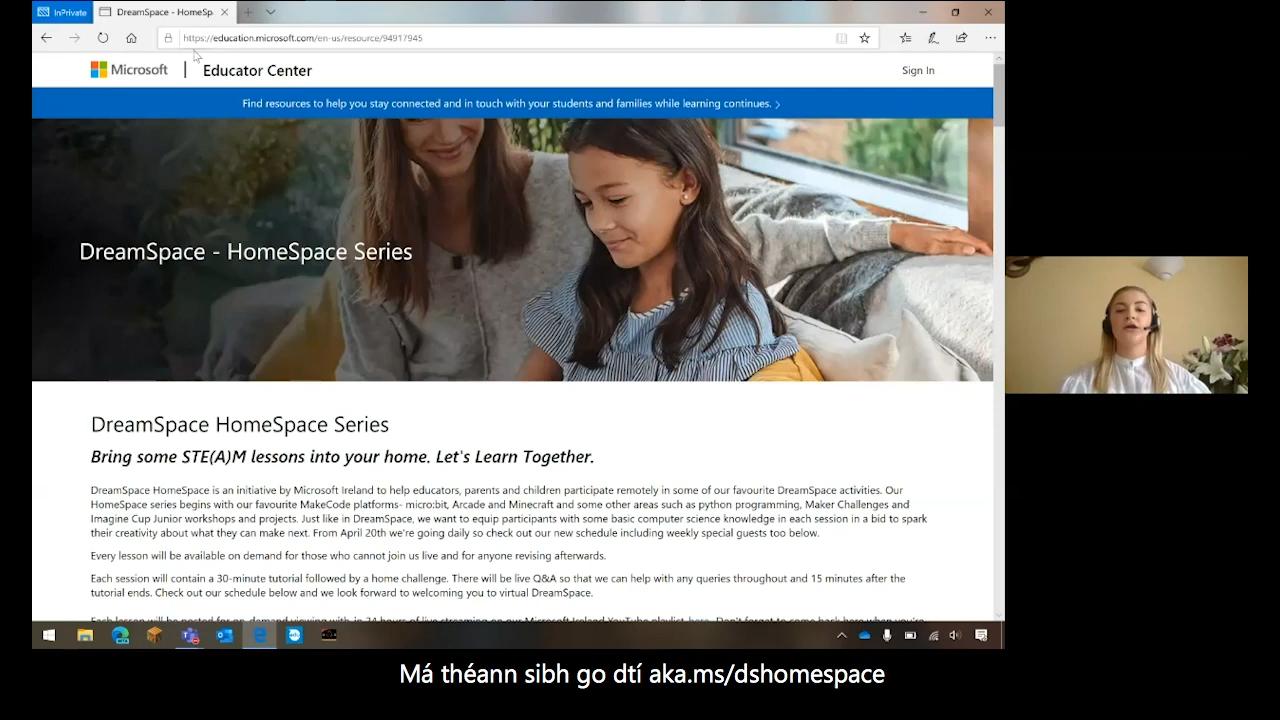 InPrivate
DreamSpace - HomeSp
https://education.microsoft.com/en-us/resource/94917945
Microsoft | Educator Center
Sign In
Find resources to help you stay connected and in touch with your students and families while learning continues.
DreamSpace - HomeSpace Series
DreamSpace HomeSpace Series
Bring some STE(A)M lessons into your home. Let's Learn Together.
DreamSpace HomeSpace is an initiative by Microsoft Ireland to help educators, parents and children participate remotely in some of our favourite DreamSpace activities. Our
HomeSpace series begins with our favourite MakeCode platforms- micro:bit, Arcade and Minecraft and some other areas such as python programming, Maker Challenges and
Imagine Cup Junior workshops and projects. Just like in DreamSpace, we want to equip participants with some basic computer science knowledge in each session in a bid to spark
their creativity about what they can make next. From April 20th we're going daily so check out our new schedule including weekly special guests too below.
Every lesson will be available on demand for those who cannot join us live and for anyone revising afterwards.
Each session will contain a 30-minute tutorial followed by a home challenge. There will be live Q&A so that we can help with any queries throughout and 15 minutes after the
tutorial ends. Check out our schedule below and we look forward to welcoming you to virtual DreamSpace.
Má théann sibh go dtí aka.ms/dshomespace